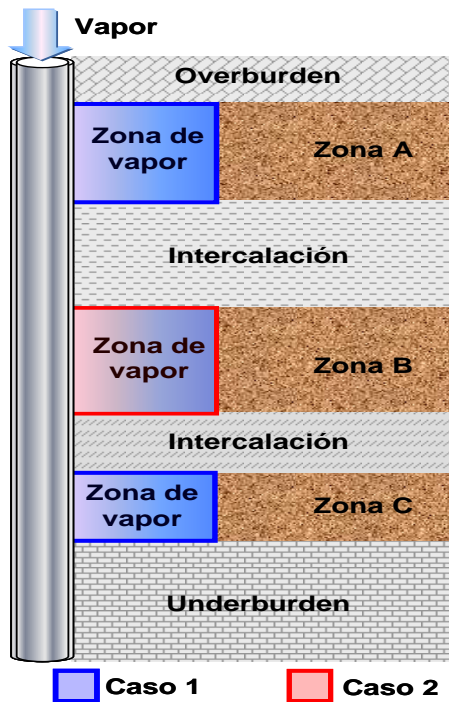 Vapor
Overburden
Zona de
vapor
Zona A
Intercalación
Zona de
vapor
Zona B
Intercalación
Zona de
vapor
Zona C
Underburden
Caso 1
Caso 2